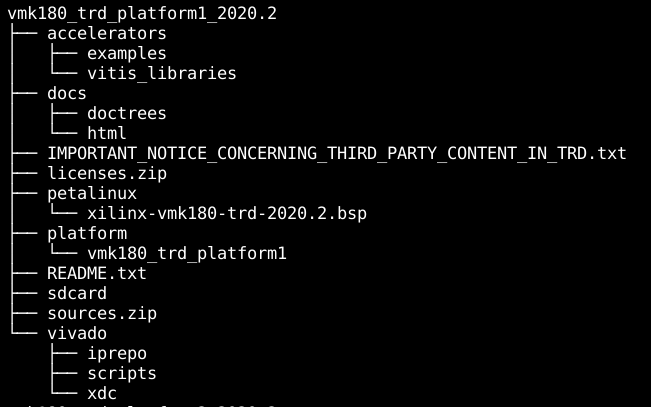 vmk180_trd_platform1_2020.2
├── accelerators
│   ├── examples
│   └── vitis_libraries
├── docs
│   ├── doctrees
│   └── html
├── IMPORTANT_NOTICE_CONCERNING_THIRD_PARTY_CONTENT_IN_TRD.txt
├── licenses.zip
├── petalinux
│   └── xilinx-vmk180-trd-2020.2.bsp
├── platform
│   └── vmk180_trd_platform1
├── README.txt
├── sdcard
├── sources.zip
└── vivado
    ├── iprepo
    ├── scripts
    └── xdc